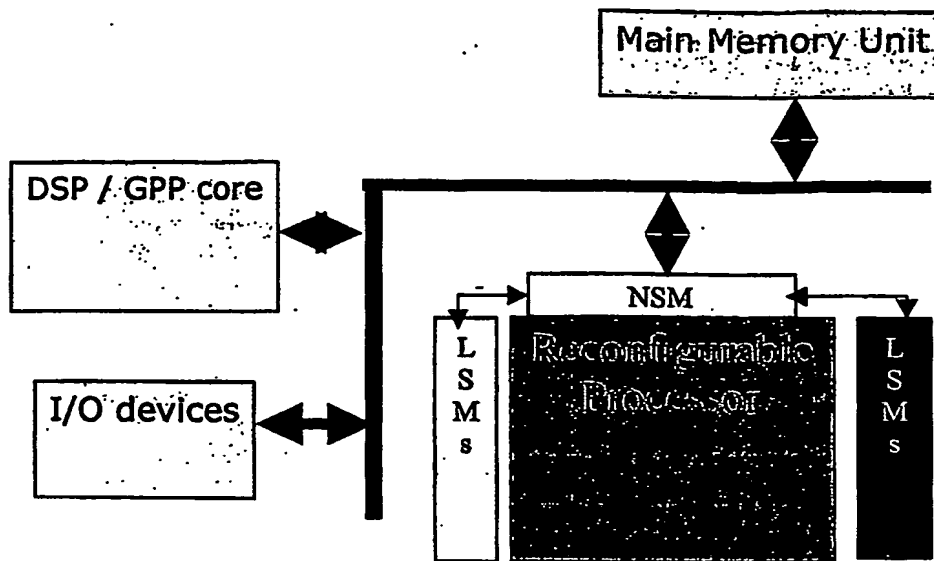 Main Memory Unit
DSP / GPP core
NSM
I/O devices
L
S
M
s
Reconfigurable
Processor
L
S
M
s